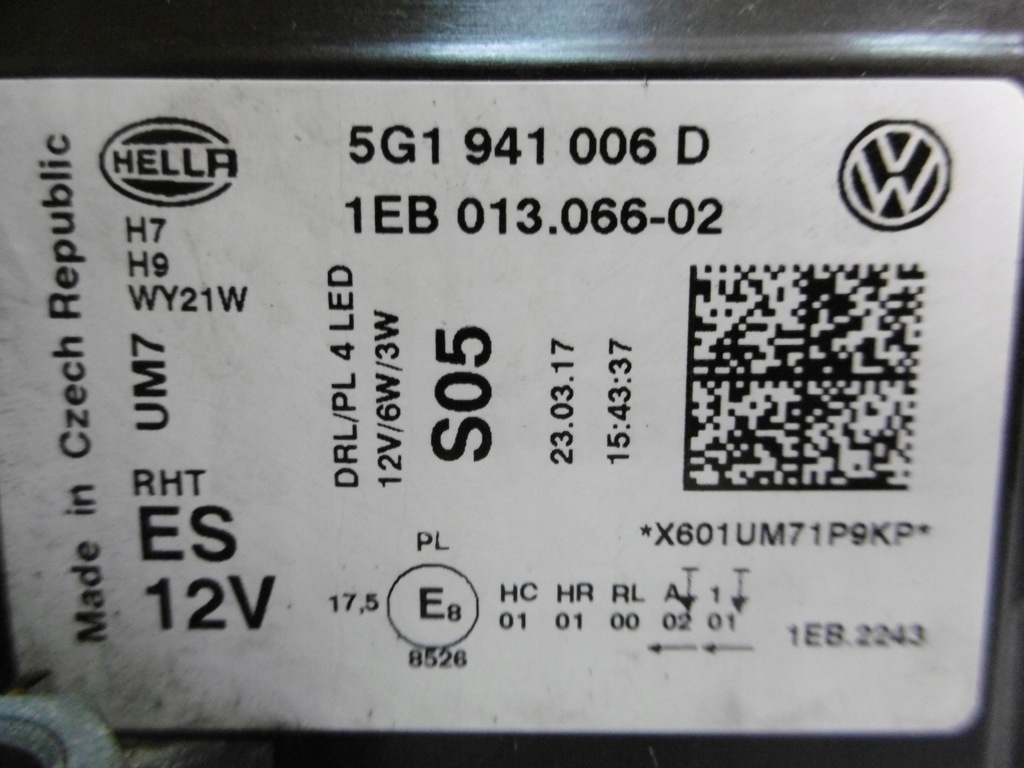 Made in Czech Republic
HELLA
5G1 941 006 D
1EB 013.066-02
VW
H7
H9
WY21W
UM7
DRL/PL 4 LED
12V/6W/3W
S05
23.03.17
15:43:37
RHT
ES
12V
*X601UM71P9KP*
PL
17,5
E8
8526
HC HR RL A 1
01 01 00 02 01
1EB.2243